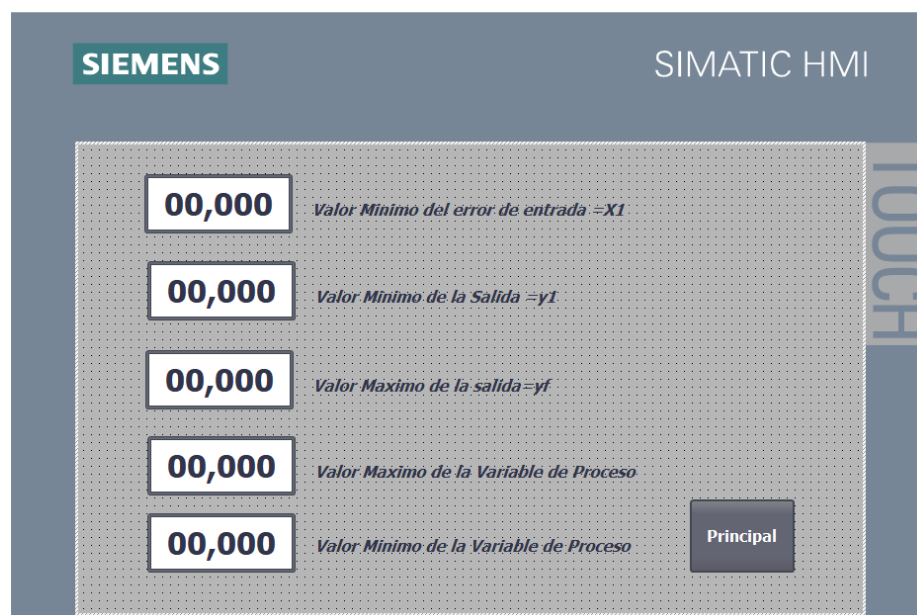 SIEMENS
SIMATIC HMI
TOUCH
00,000 Valor Minimo del error de entrada =X1
00,000 Valor Minimo de la Salida =y1
00,000 Valor Maximo de la salida=yf
00,000 Valor Maximo de la Variable de Proceso
00,000 Valor Minimo de la Variable de Proceso
Principal